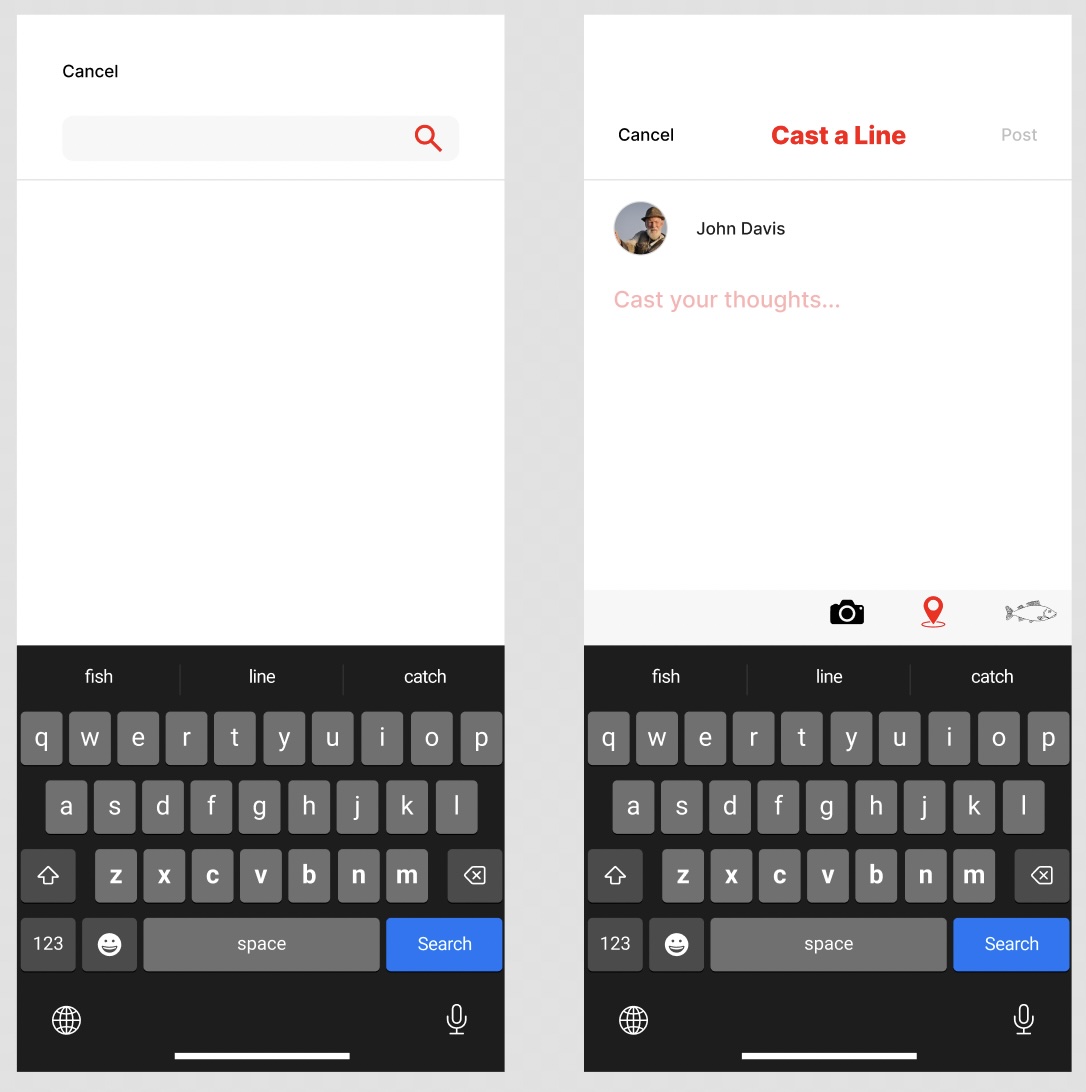 Cancel
fish line catch
q w e r t y u i o p
a s d f g h j k l
z x c v b n m
123 space Search
Cancel Cast a Line Post
John Davis
Cast your thoughts...
fish line catch
q w e r t y u i o p
a s d f g h j k l
z x c v b n m
123 space Search